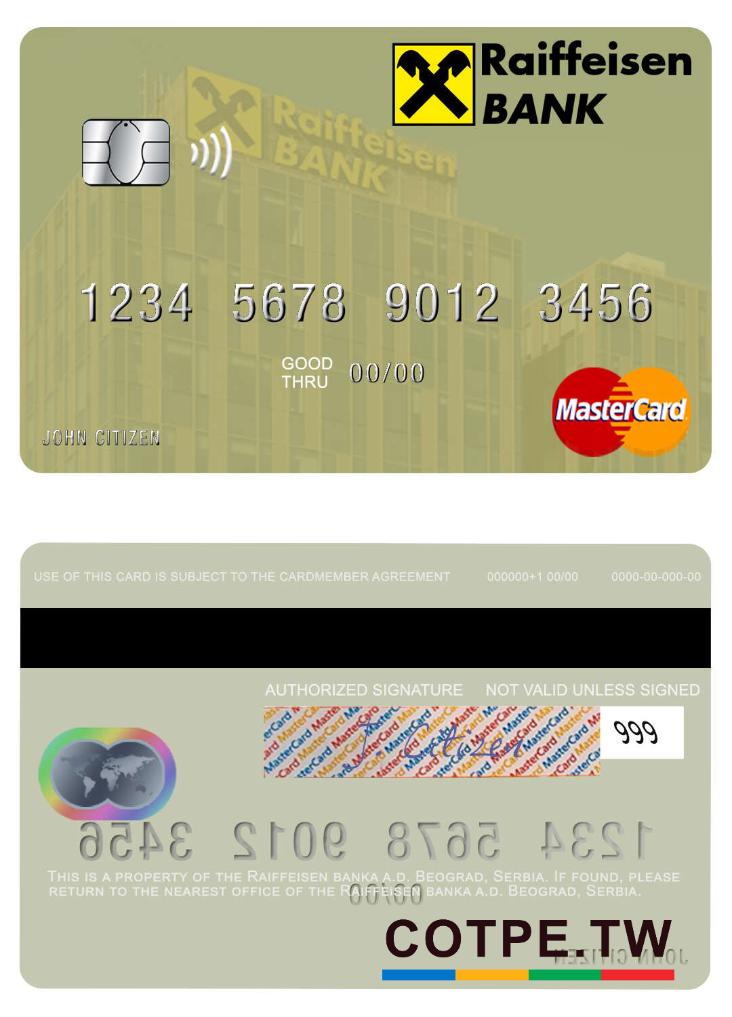 Raiffeisen
BANK
Raiffeisen
BANK
1234 5678 9012 3456
GOOD
THRU 00/00
MasterCard
JOHN CITIZEN
USE OF THIS CARD IS SUBJECT TO THE CARDMEMBER AGREEMENT 000000+1 00/00 0000-00-000-00
AUTHORIZED SIGNATURE NOT VALID UNLESS SIGNED
J. Citizen 999
1234 5678 9012 3456
THIS IS A PROPERTY OF THE RAIFFEISEN BANKA A.D. BEOGRAD, SERBIA. IF FOUND, PLEASE
RETURN TO THE NEAREST OFFICE OF THE RAIFFEISEN BANKA A.D. BEOGRAD, SERBIA.
00/00
COTPE.TW
JOHN CITIZEN